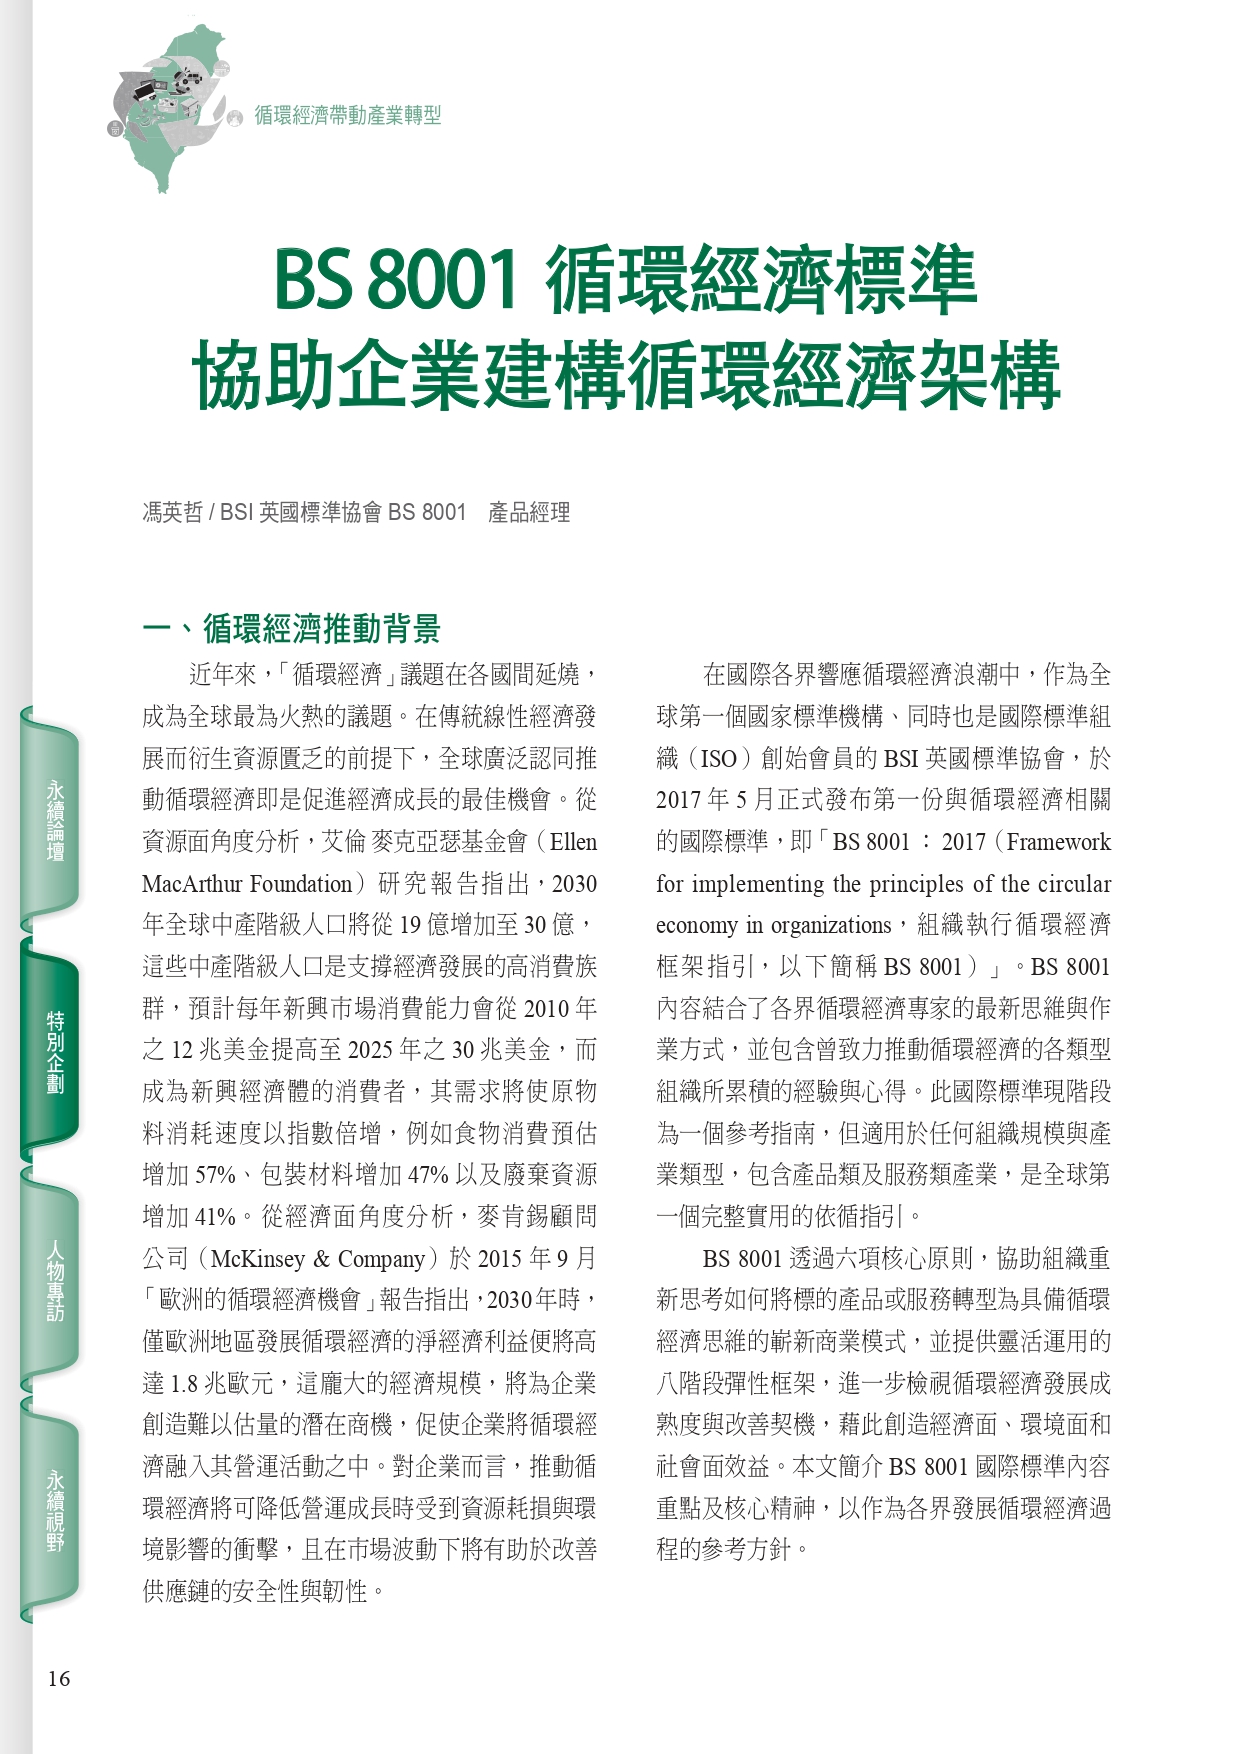 循環經濟帶動產業轉型
BS 8001 循環經濟標準
協助企業建構循環經濟架構
馮英哲 / BSI 英國標準協會 BS 8001　產品經理
一、循環經濟推動背景
近年來，「循環經濟」議題在各國間延燒，
成為全球最為火熱的議題。在傳統線性經濟發
展而衍生資源匱乏的前提下，全球廣泛認同推
動循環經濟即是促進經濟成長的最佳機會。從
資源面角度分析，艾倫 麥克亞瑟基金會（Ellen
MacArthur Foundation）研究報告指出，2030
年全球中產階級人口將從 19 億增加至 30 億，
這些中產階級人口是支撐經濟發展的高消費族
群，預計每年新興市場消費能力會從 2010 年
之 12 兆美金提高至 2025 年之 30 兆美金，而
成為新興經濟體的消費者，其需求將使原物
料消耗速度以指數倍增，例如食物消費預估
增加 57%、包裝材料增加 47% 以及廢棄資源
增加 41%。從經濟面角度分析，麥肯錫顧問
公司（McKinsey & Company）於 2015 年 9 月
「歐洲的循環經濟機會」報告指出，2030 年時，
僅歐洲地區發展循環經濟的淨經濟利益便將高
達 1.8 兆歐元，這龐大的經濟規模，將為企業
創造難以估量的潛在商機，促使企業將循環經
濟融入其營運活動之中。對企業而言，推動循
環經濟將可降低營運成長時受到資源耗損與環
境影響的衝擊，且在市場波動下將有助於改善
供應鏈的安全性與韌性。
在國際各界響應循環經濟浪潮中，作為全
球第一個國家標準機構、同時也是國際標準組
織（ISO）創始會員的 BSI 英國標準協會，於
2017 年 5 月正式發布第一份與循環經濟相關
的國際標準，即「BS 8001：2017（Framework
for implementing the principles of the circular
economy in organizations，組織執行循環經濟
框架指引，以下簡稱 BS 8001）」。BS 8001
內容結合了各界循環經濟專家的最新思維與作
業方式，並包含曾致力推動循環經濟的各類型
組織所累積的經驗與心得。此國際標準現階段
為一個參考指南，但適用於任何組織規模與產
業類型，包含產品類及服務類產業，是全球第
一個完整實用的依循指引。
BS 8001 透過六項核心原則，協助組織重
新思考如何將標的產品或服務轉型為具備循環
經濟思維的嶄新商業模式，並提供靈活運用的
八階段彈性框架，進一步檢視循環經濟發展成
熟度與改善契機，藉此創造經濟面、環境面和
社會面效益。本文簡介 BS 8001 國際標準內容
重點及核心精神，以作為各界發展循環經濟過
程的參考方針。
永續論壇
特別企劃
人物專訪
永續視野
16